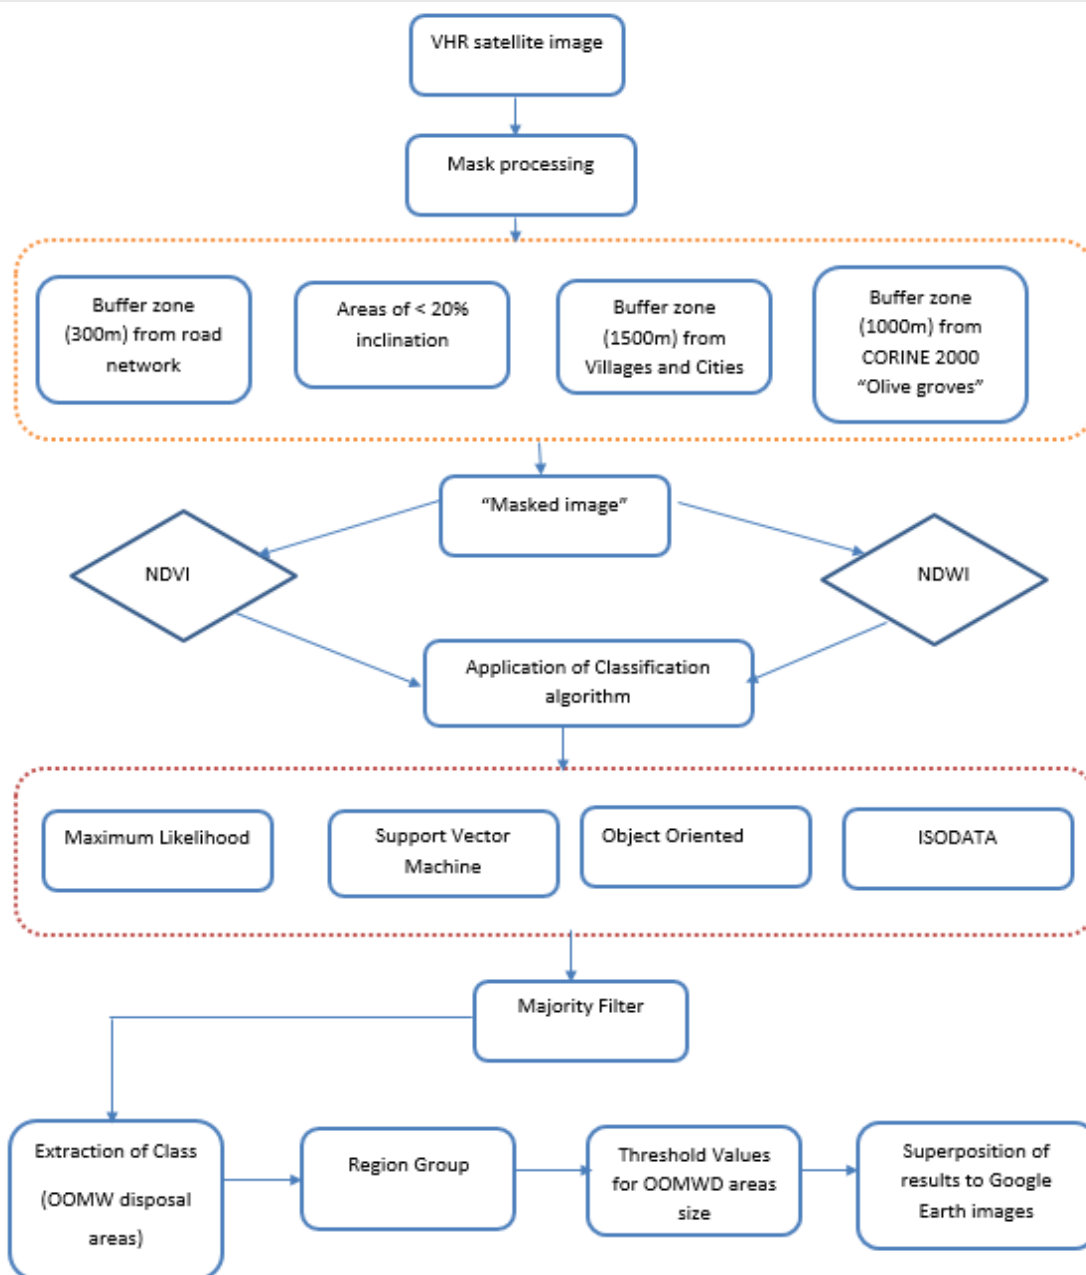 VHR satellite image
Mask processing
Buffer zone
(300m) from road
network
Areas of < 20%
inclination
Buffer zone
(1500m) from
Villages and Cities
Buffer zone
(1000m) from
CORINE 2000
“Olive groves”
“Masked image”
NDVI
NDWI
Application of Classification
algorithm
Maximum Likelihood
Support Vector
Machine
Object Oriented
ISODATA
Majority Filter
Extraction of Class
(OOMW disposal
areas)
Region Group
Threshold Values
for OOMWD areas
size
Superposition of
results to Google
Earth images